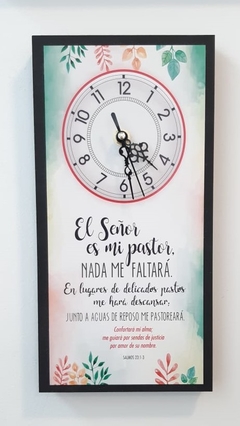 12
11 1
10 2
9 3
8 4
7 5
6
El Señor
es mi pastor,
NADA ME FALTARÁ.
En lugares de delicados pastos
me hará descansar;
JUNTO A AGUAS DE REPOSO ME PASTOREARÁ.
Confortará mi alma;
me guiará por sendas de justicia
por amor de su nombre
SALMOS 23:1-3